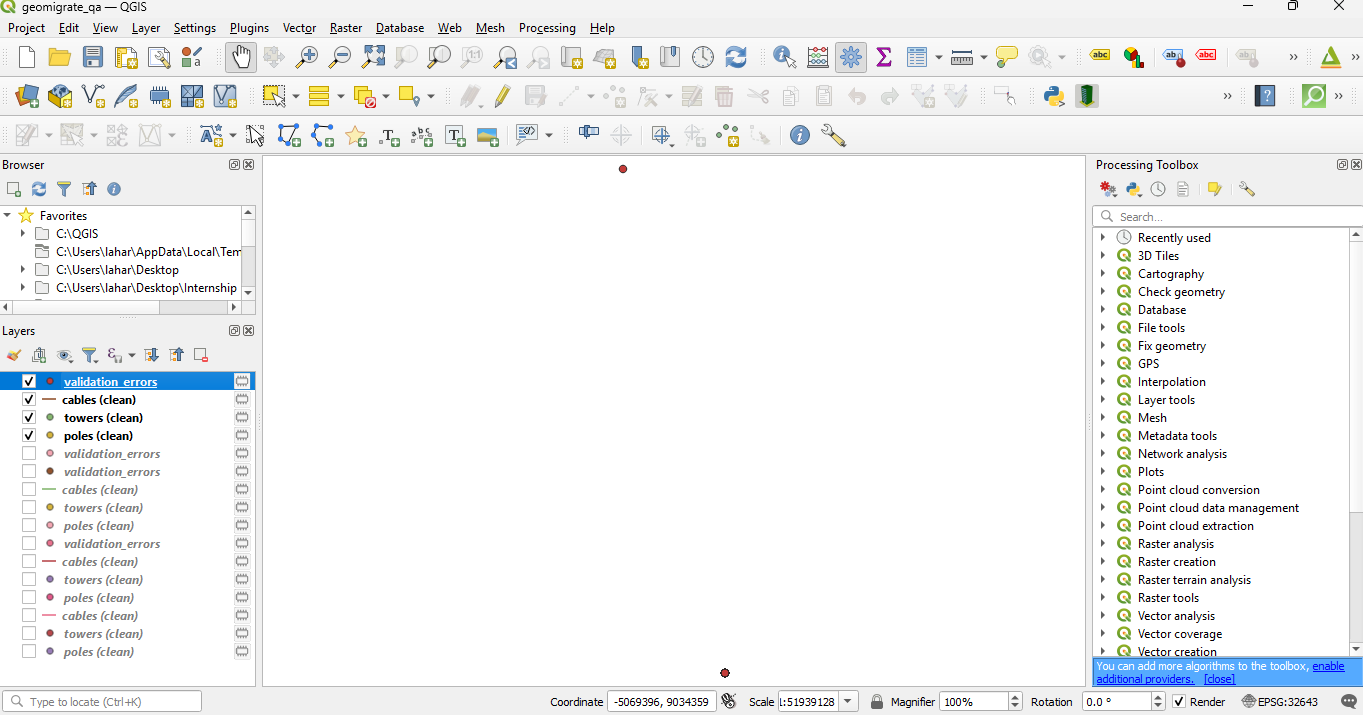 geomigrate_qa — QGIS
Project Edit View Layer Settings Plugins Vector Raster Database Web Mesh Processing Help
Browser
Favorites
C:\QGIS
C:\Users\lahar\AppData\Local\Tem
C:\Users\lahar\Desktop
C:\Users\lahar\Desktop\Internship
Layers
validation_errors
cables (clean)
towers (clean)
poles (clean)
validation_errors
validation_errors
cables (clean)
towers (clean)
poles (clean)
validation_errors
cables (clean)
towers (clean)
poles (clean)
cables (clean)
towers (clean)
poles (clean)
Processing Toolbox
Search...
Recently used
3D Tiles
Cartography
Check geometry
Database
File tools
Fix geometry
GPS
Interpolation
Layer tools
Mesh
Metadata tools
Network analysis
Plots
Point cloud conversion
Point cloud data management
Point cloud extraction
Raster analysis
Raster creation
Raster terrain analysis
Raster tools
Vector analysis
Vector coverage
Vector creation
You can add more algorithms to the toolbox, enable
additional providers. [close]
Type to locate (Ctrl+K)
Coordinate -5069396, 9034359 Scale 1:51939128 Magnifier 100% Rotation 0.0 ° Render EPSG:32643